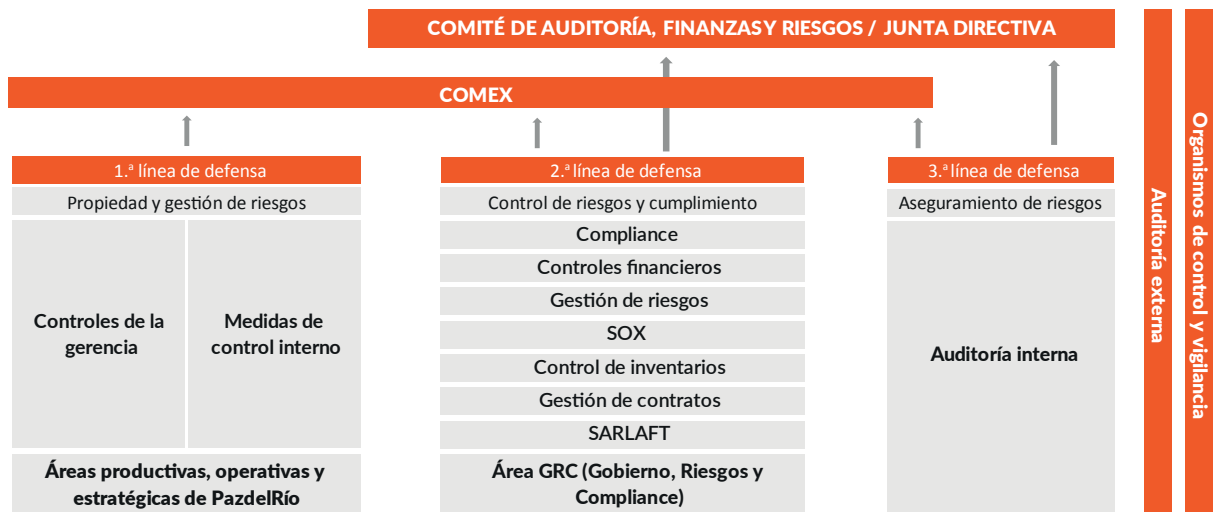 COMITÉ DE AUDITORÍA, FINANZAS Y RIESGOS / JUNTA DIRECTIVA
COMEX
1.ª línea de defensa
Propiedad y gestión de riesgos
Controles de la
gerencia
Medidas de
control interno
Áreas productivas, operativas y
estratégicas de PazdelRío
2.ª línea de defensa
Control de riesgos y cumplimiento
Compliance
Controles financieros
Gestión de riesgos
SOX
Control de inventarios
Gestión de contratos
SARLAFT
Área GRC (Gobierno, Riesgos y
Compliance)
3.ª línea de defensa
Aseguramiento de riesgos
Auditoría interna
Auditoría externa
Organismos de control y vigilancia